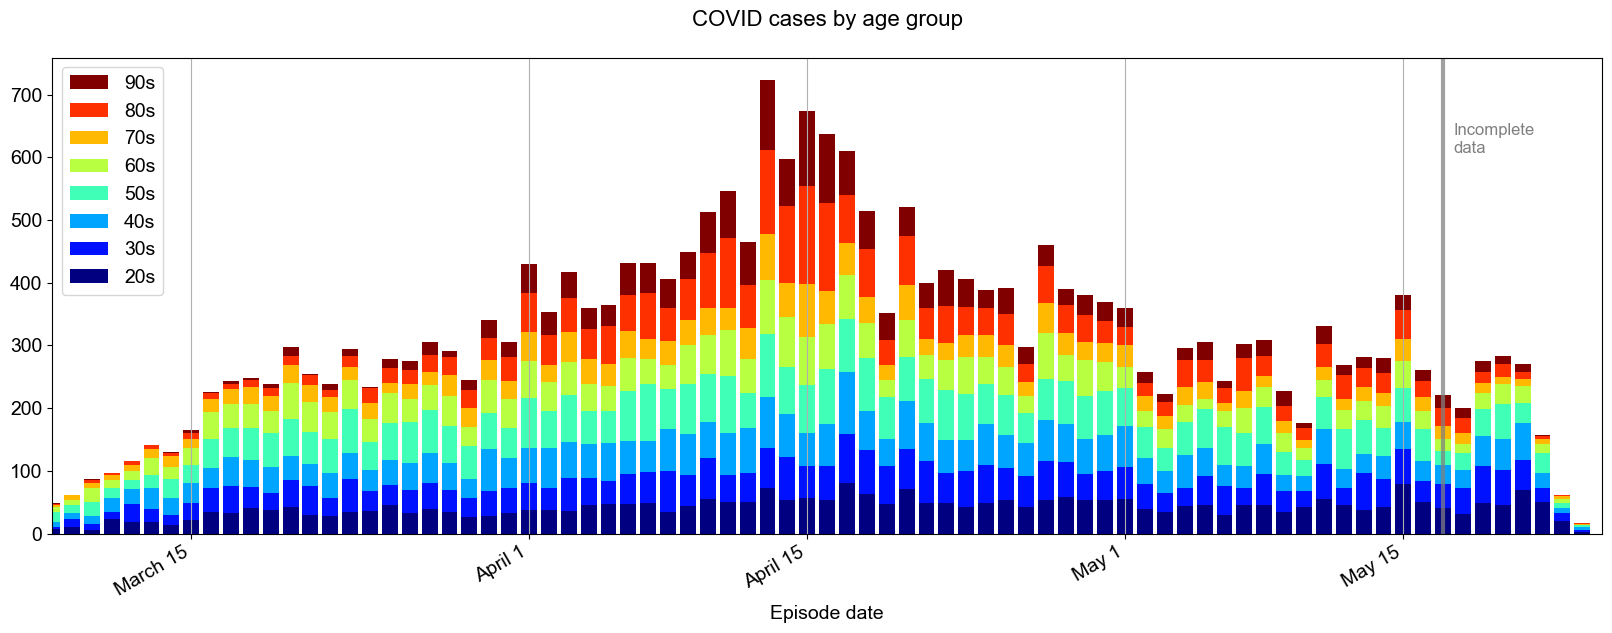 COVID cases by age group
700
600
500
400
300
200
100
0
90s
80s
70s
60s
50s
40s
30s
20s
Incomplete
data
March 15
April 1
April 15
May 1
May 15
Episode date